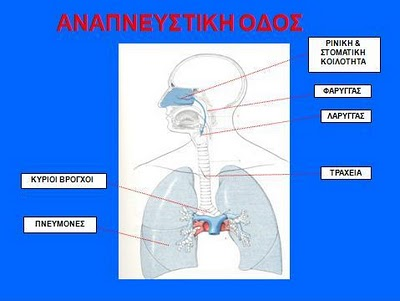 ΑΝΑΠΝΕΥΣΤΙΚΗ ΟΔΟΣ
ΡΙΝΙΚΗ &
ΣΤΟΜΑΤΙΚΗ
ΚΟΙΛΟΤΗΤΑ
ΦΑΡΥΓΓΑΣ
ΛΑΡΥΓΓΑΣ
ΤΡΑΧΕΙΑ
ΚΥΡΙΟΙ ΒΡΟΓΧΟΙ
ΠΝΕΥΜΟΝΕΣ